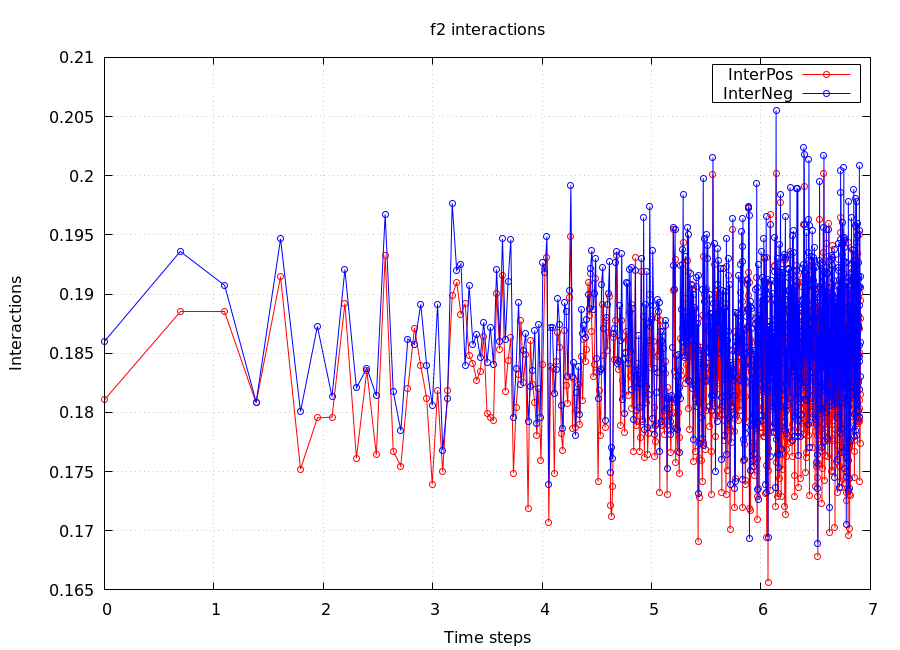 f2 interactions
InterPos
InterNeg
Interactions
0.21
0.205
0.2
0.195
0.19
0.185
0.18
0.175
0.17
0.165
0 1 2 3 4 5 6 7
Time steps